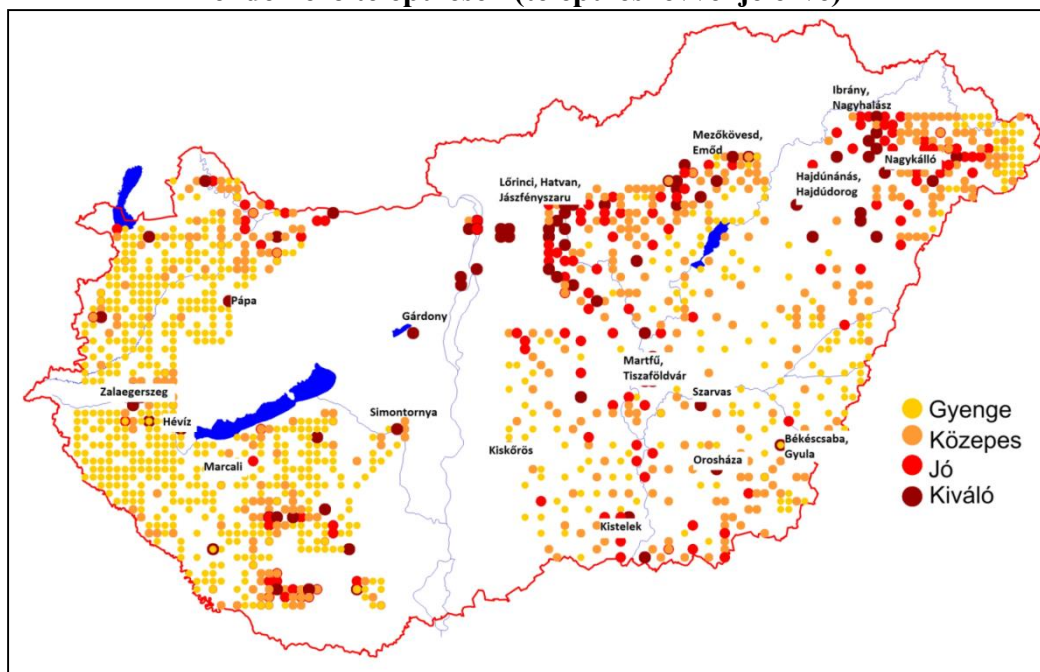 Ibrány,
Nagyhalász
Mezőkövesd,
Emőd
Nagykálló
Hajdúnánás,
Hajdúdorog
Lőrinci, Hatvan,
Jászfényszaru
Pápa
Gárdony
Martfű,
Tiszaföldvár
Zalaegerszeg
Szarvas
Hévíz
Simontornya
Gyenge
Közepes
Jó
Kiváló
Békéscsaba,
Gyula
Kiskőrös
Marcali
Orosháza
Kistelek